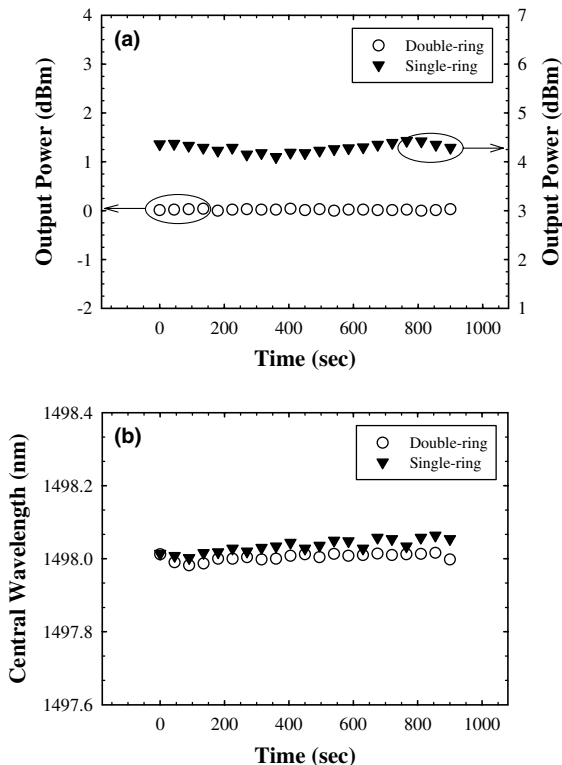 (a)
Double-ring
Single-ring
4
3
2
1
0
-1
-2
Output Power (dBm)
7
6
5
4
3
2
1
Output Power (dBm)
0 200 400 600 800 1000
Time (sec)
(b)
Double-ring
Single-ring
1498.4
1498.2
1498.0
1497.8
1497.6
Central Wavelength (nm)
0 200 400 600 800 1000
Time (sec)